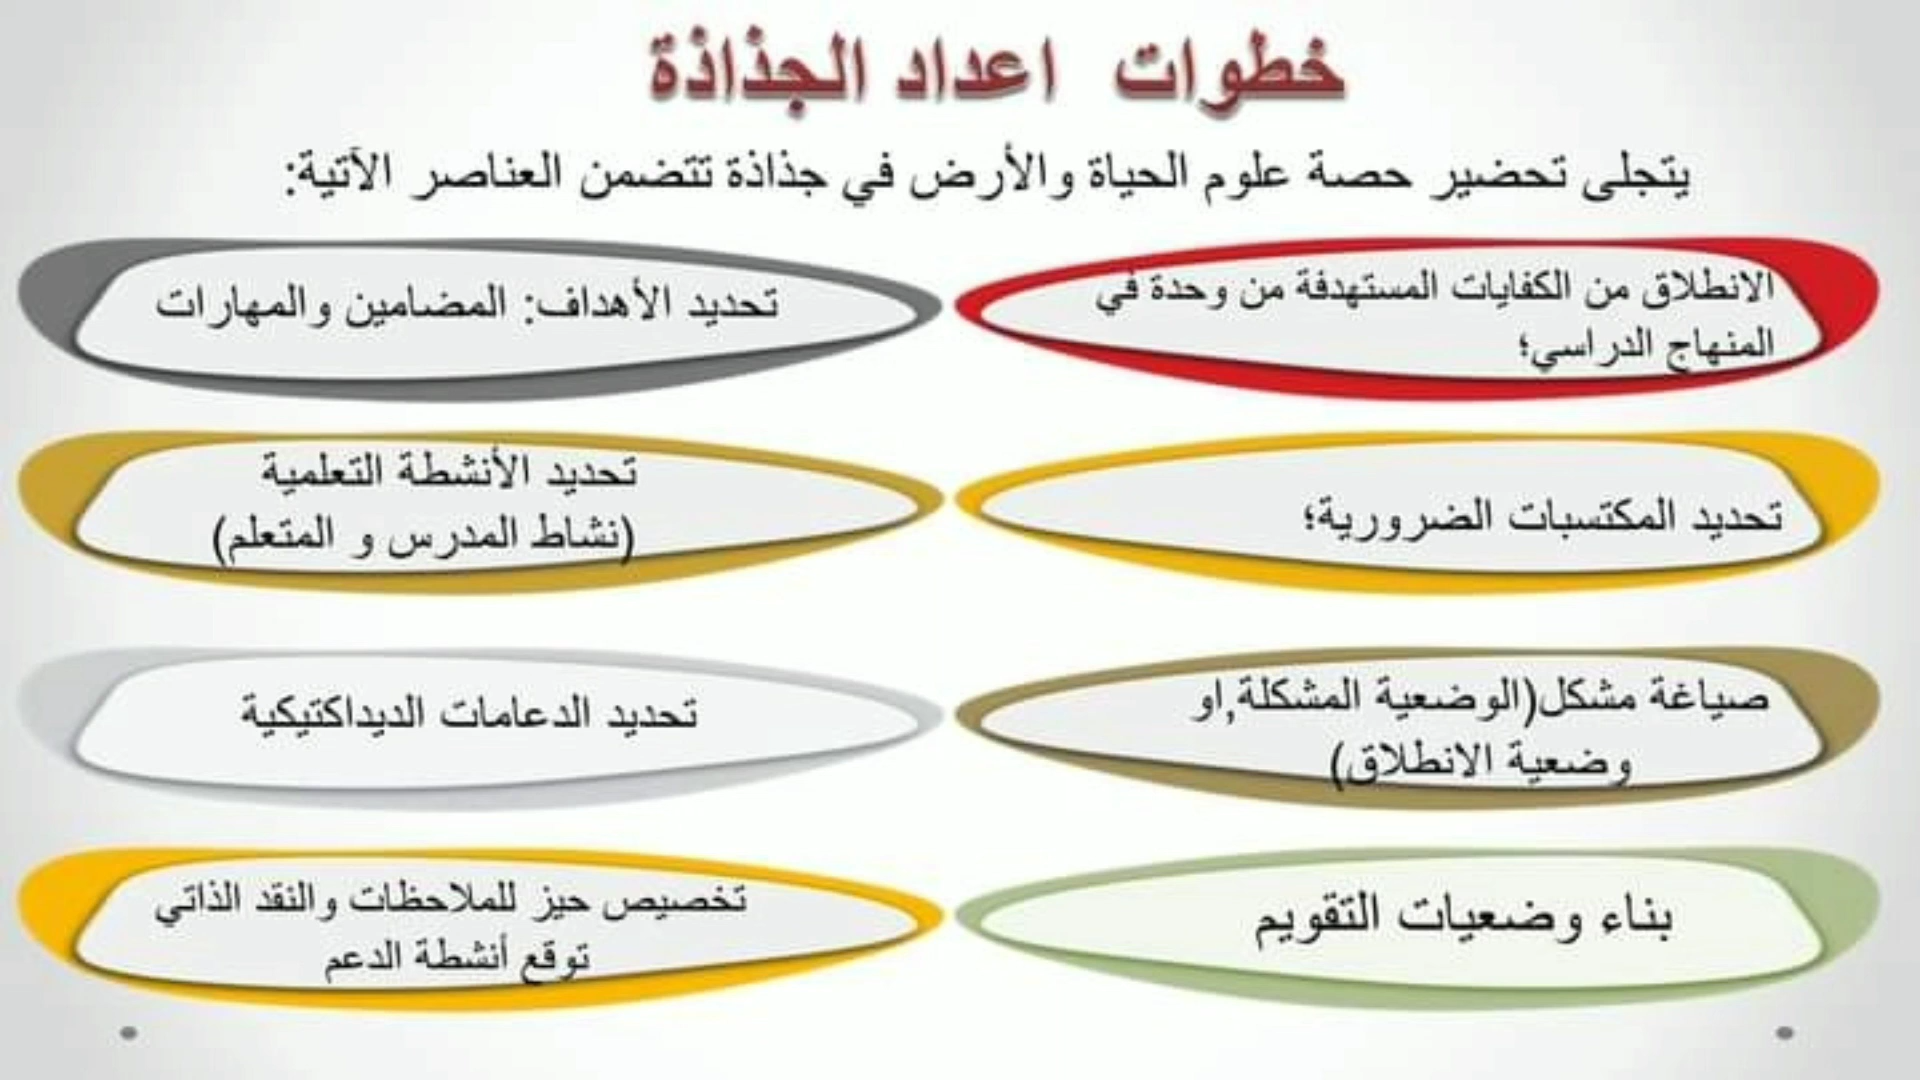 خطوات اعداد الجذاذة
يتجلى تحضير حصة علوم الحياة والأرض في جذاذة تتضمن العناصر الآتية:
الانطلاق من الكفايات المستهدفة من وحدة في
المنهاج الدراسي؛
تحديد الأهداف: المضامين والمهارات
تحديد المكتسبات الضرورية؛
تحديد الأنشطة التعلمية
(نشاط المدرس و المتعلم)
صياغة مشكل(الوضعية المشكلة,او
وضعية الانطلاق)
تحديد الدعامات الديداكتيكية
بناء وضعيات التقويم
تخصيص حيز للملاحظات والنقد الذاتي
توقع أنشطة الدعم